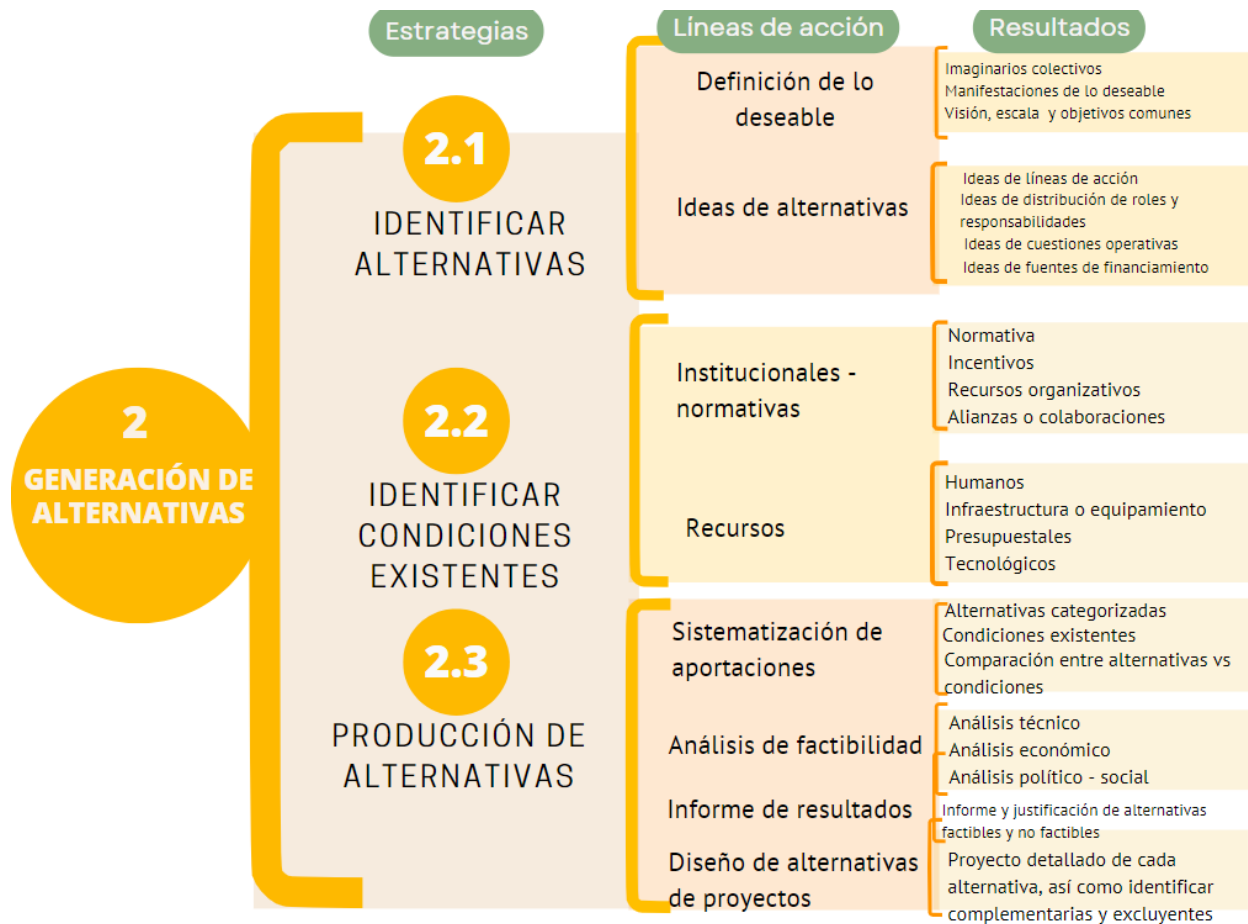 Estrategias
Líneas de acción
Resultados
2
GENERACIÓN DE
ALTERNATIVAS
2.1
IDENTIFICAR
ALTERNATIVAS
Definición de lo
deseable
Imaginarios colectivos
Manifestaciones de lo deseable
Visión, escala y objetivos comunes
Ideas de alternativas
Ideas de líneas de acción
Ideas de distribución de roles y
responsabilidades
Ideas de cuestiones operativas
Ideas de fuentes de financiamiento
2.2
IDENTIFICAR
CONDICIONES
EXISTENTES
Institucionales -
normativas
Normativa
Incentivos
Recursos organizativos
Alianzas o colaboraciones
Recursos
Humanos
Infraestructura o equipamiento
Presupuestales
Tecnológicos
2.3
PRODUCCIÓN DE
ALTERNATIVAS
Sistematización de
aportaciones
Alternativas categorizadas
Condiciones existentes
Comparación entre alternativas vs
condiciones
Análisis de factibilidad
Análisis técnico
Análisis económico
Análisis político - social
Informe de resultados
Informe y justificación de alternativas
factibles y no factibles
Diseño de alternativas
de proyectos
Proyecto detallado de cada
alternativa, así como identificar
complementarias y excluyentes